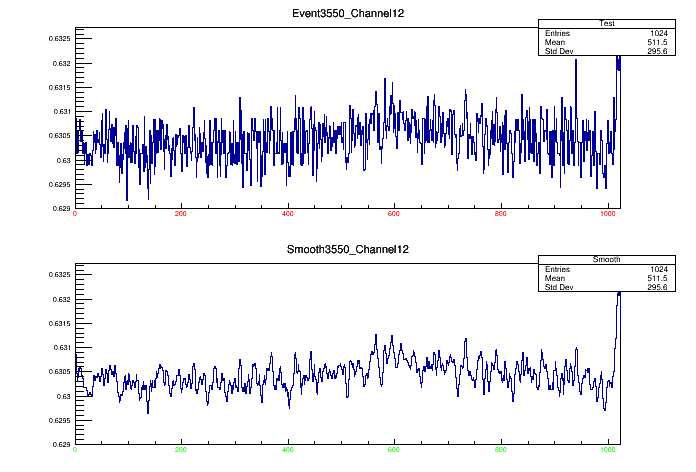 Event3550_Channel12
Test
Entries 1024
Mean 511.5
Std Dev 295.6
0.6325
0.632
0.6315
0.631
0.6305
0.63
0.6295
0.629
0 200 400 600 800 1000
Smooth3550_Channel12
Smooth
Entries 1024
Mean 511.5
Std Dev 295.6
0.6325
0.632
0.6315
0.631
0.6305
0.63
0.6295
0.629
0 200 400 600 800 1000